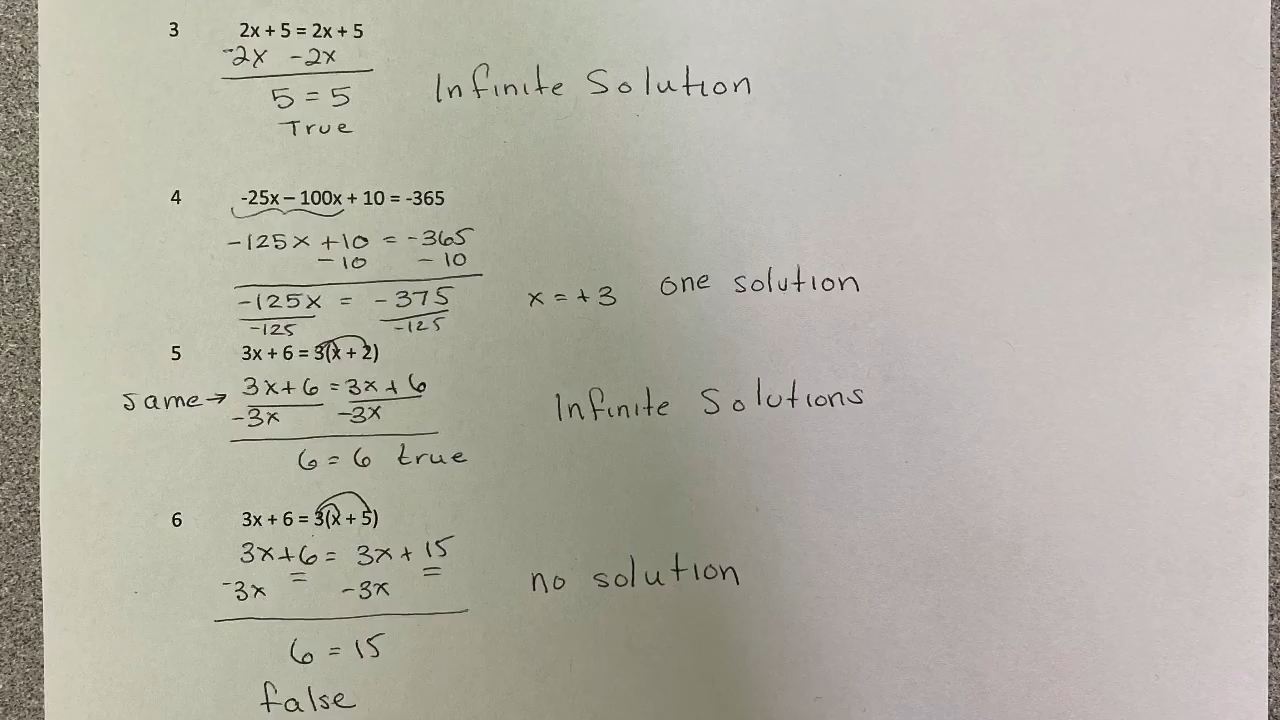 3 2x + 5 = 2x + 5
-2x -2x
5 = 5 Infinite Solution
True
4 -25x – 100x + 10 = -365
-125x +10 = -365
-10 -10
-125x = -375 x = +3 one solution
-125 -125
5 3x + 6 = 3(x + 2)
same → 3x+6 = 3x + 6
-3x -3x Infinite Solutions
6 = 6 true
6 3x + 6 = 3(x + 5)
3x+6 = 3x + 15
-3x -3x no solution
6 = 15
false